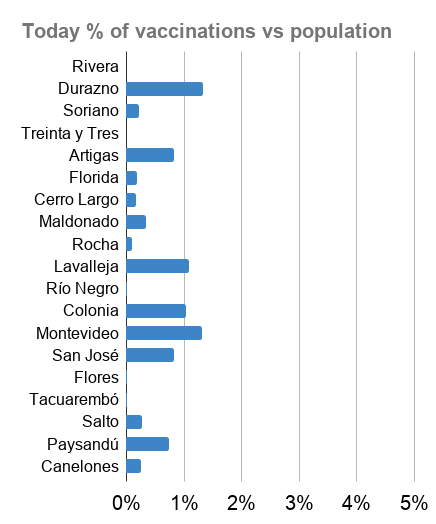 Today % of vaccinations vs population
Rivera
Durazno
Soriano
Treinta y Tres
Artigas
Florida
Cerro Largo
Maldonado
Rocha
Lavalleja
Río Negro
Colonia
Montevideo
San José
Flores
Tacuarembó
Salto
Paysandú
Canelones
0% 1% 2% 3% 4% 5%